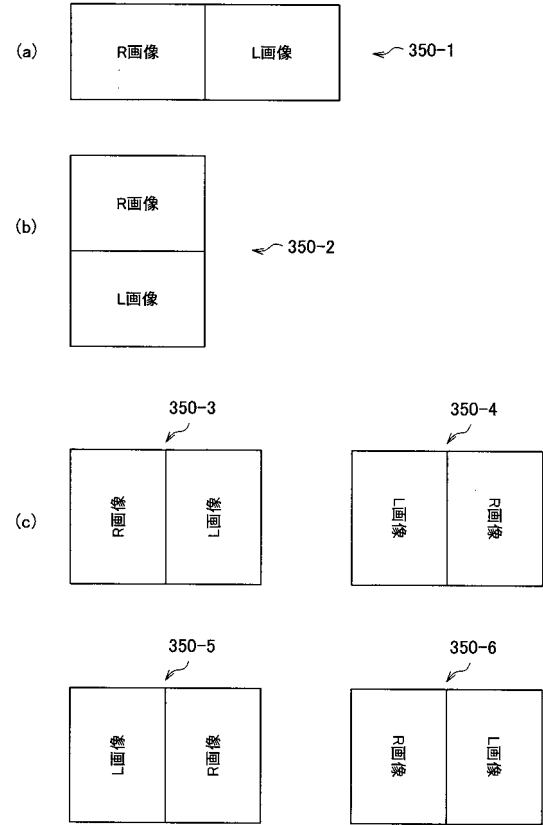 (a)
R画像 L画像
350-1
(b)
R画像
350-2
L画像
(c)
350-3
R画像 L画像
350-4
L画像 R画像
350-5
L画像 R画像
350-6
R画像 L画像